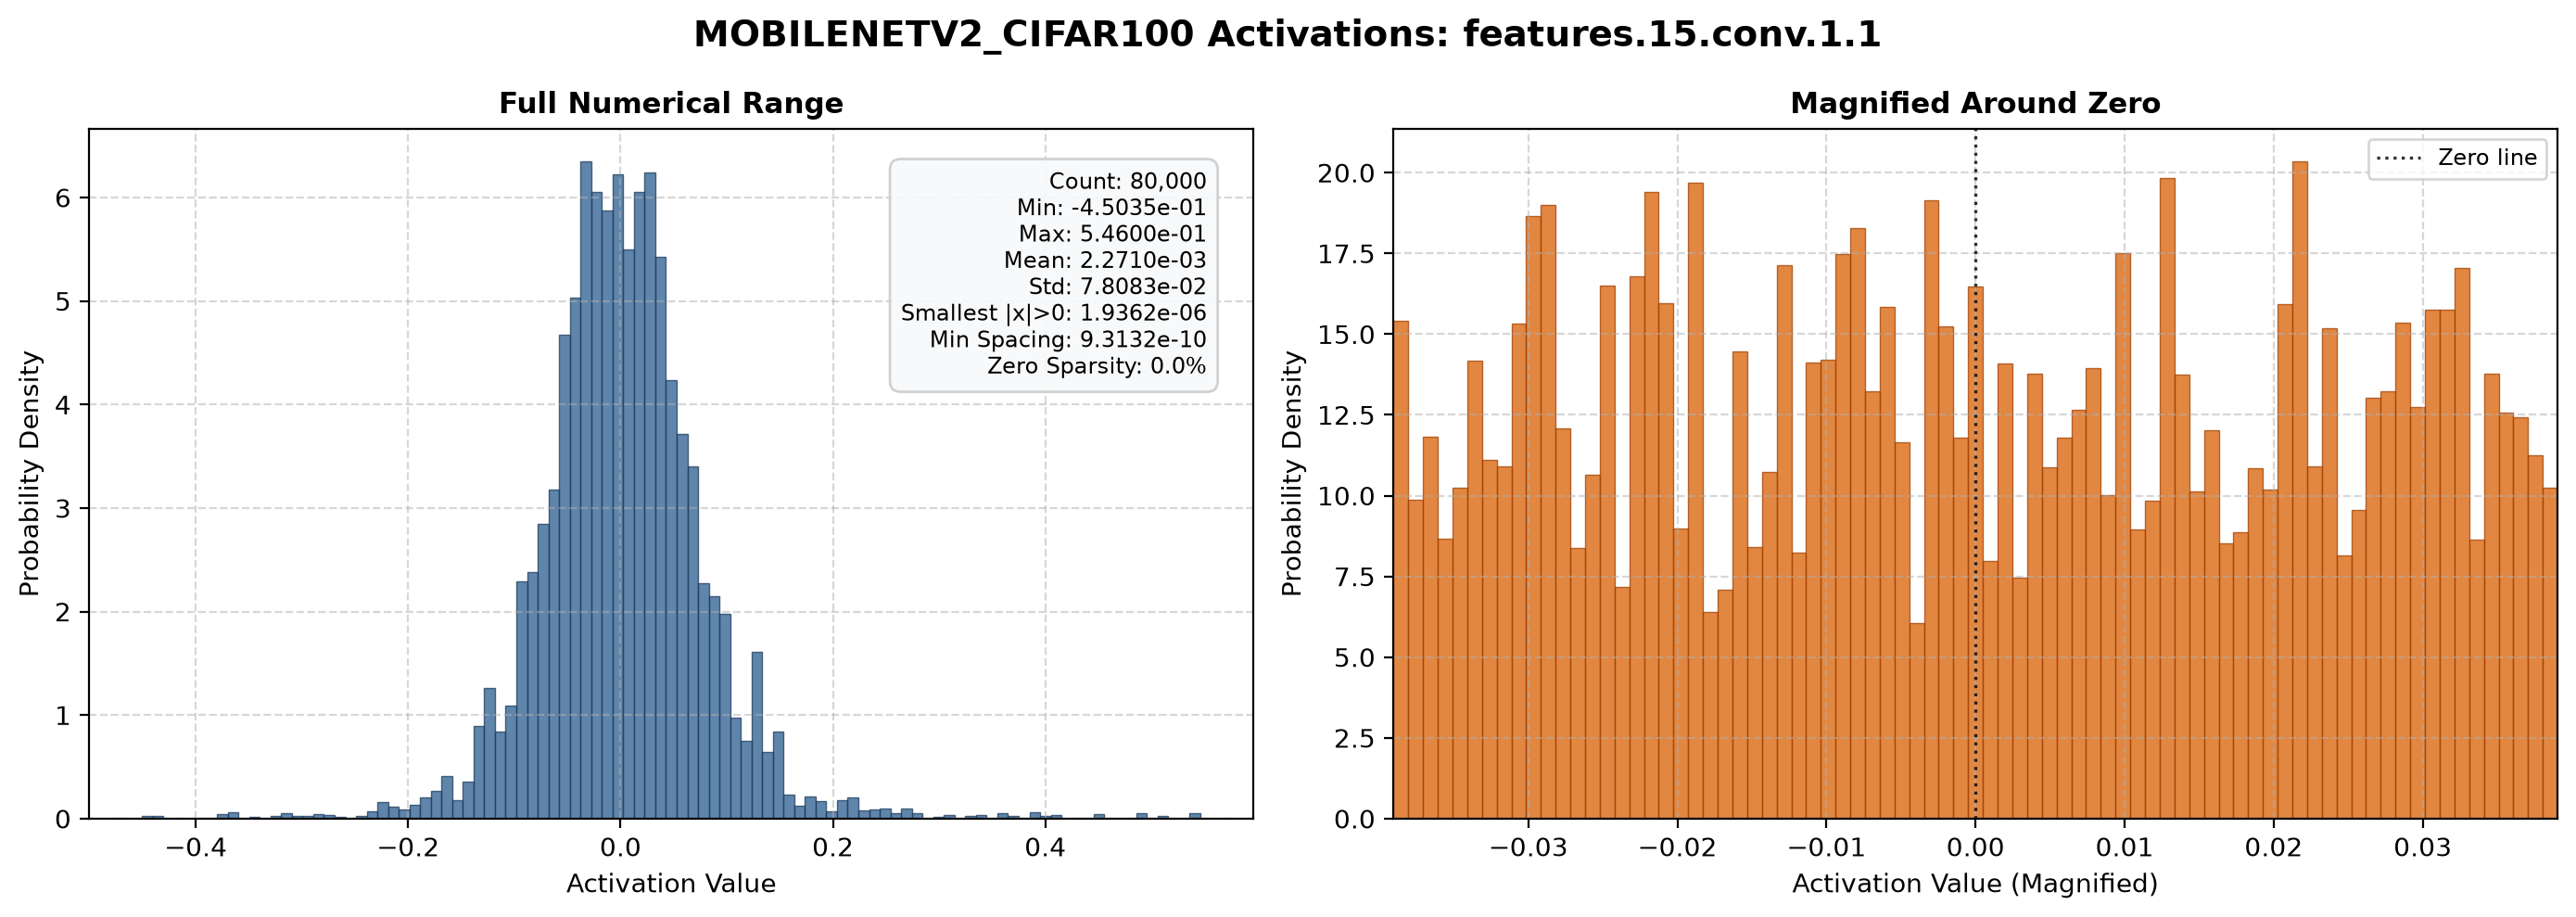 MOBILENETV2_CIFAR100 Activations: features.15.conv.1.1
Full Numerical Range
Probability Density
6
5
4
3
2
1
0
Count: 80,000
Min: -4.5035e-01
Max: 5.4600e-01
Mean: 2.2710e-03
Std: 7.8083e-02
Smallest |x|>0: 1.9362e-06
Min Spacing: 9.3132e-10
Zero Sparsity: 0.0%
−0.4 −0.2 0.0 0.2 0.4
Activation Value
Magnified Around Zero
Probability Density
20.0
17.5
15.0
12.5
10.0
7.5
5.0
2.5
0.0
Zero line
−0.03 −0.02 −0.01 0.00 0.01 0.02 0.03
Activation Value (Magnified)